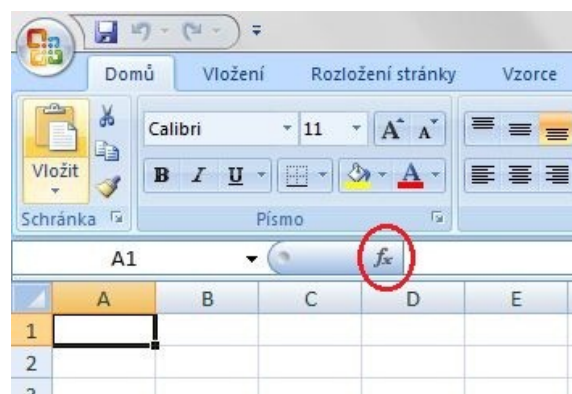 Domů Vložení Rozložení stránky Vzorce
Calibri 11 A A
Vložit B I U A
Schránka Písmo
A1 fx
A B C D E
1
2